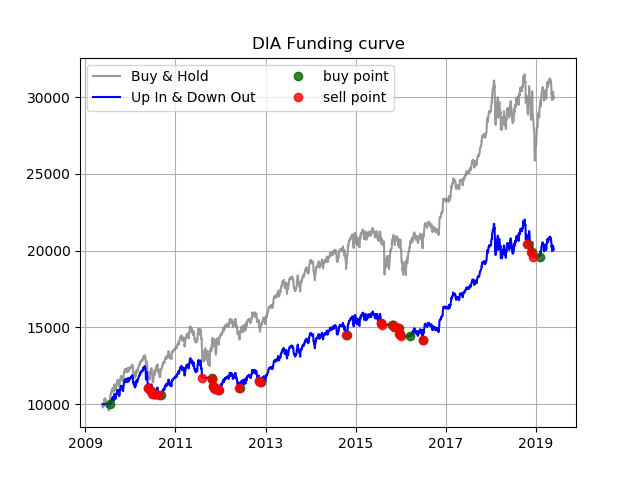 DIA Funding curve
Buy & Hold
Up In & Down Out
buy point
sell point
30000
25000
20000
15000
10000
2009 2011 2013 2015 2017 2019